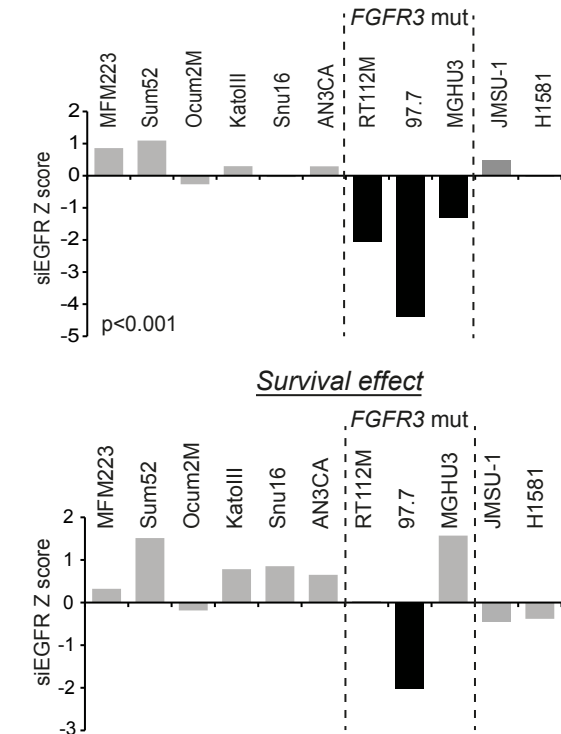 FGFR3 mut
MFM223
Sum52
Ocum2M
KatoIII
Snu16
AN3CA
RT112M
97.7
MGHU3
JMSU-1
H1581
siEGFR Z score
2
1
0
-1
-2
-3
-4
-5
p<0.001
Survival effect
FGFR3 mut
MFM223
Sum52
Ocum2M
KatoIII
Snu16
AN3CA
RT112M
97.7
MGHU3
JMSU-1
H1581
siEGFR Z score
2
1
0
-1
-2
-3